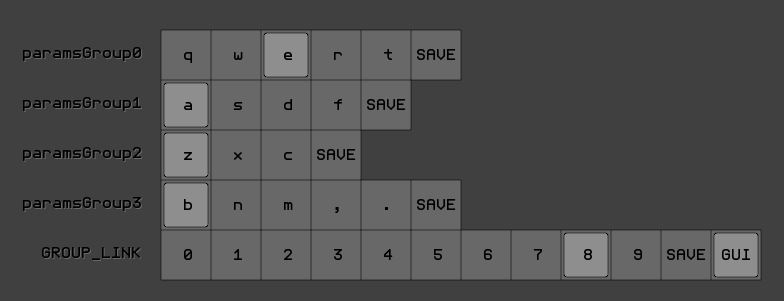 paramsGroup0 q w e r t SAVE
paramsGroup1 a s d f SAVE
paramsGroup2 z x c SAVE
paramsGroup3 b n m , . SAVE
GROUP_LINK 0 1 2 3 4 5 6 7 8 9 SAVE GUI